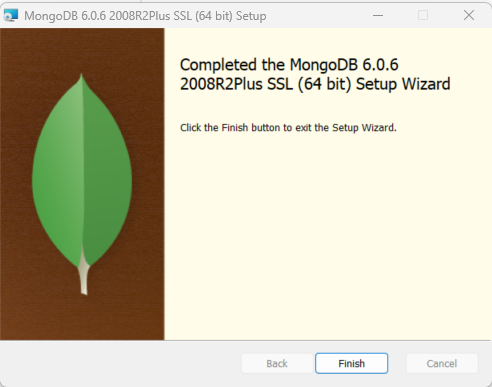 MongoDB 6.0.6 2008R2Plus SSL (64 bit) Setup
Completed the MongoDB 6.0.6
2008R2Plus SSL (64 bit) Setup Wizard
Click the Finish button to exit the Setup Wizard.
Back Finish Cancel